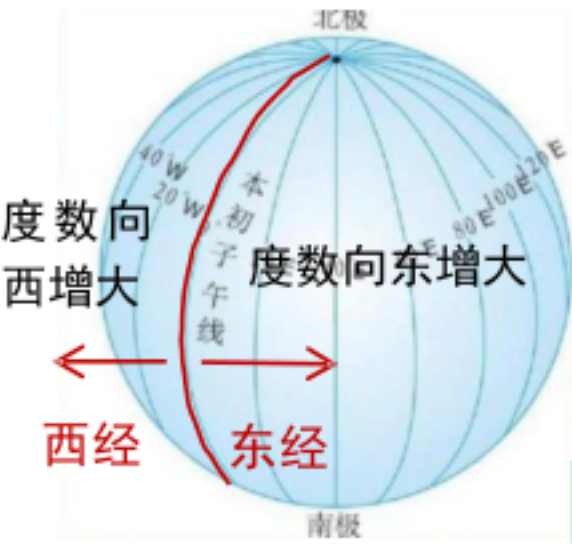 北极
40°W
20°W
120°E
100°E
80°E
本初子午线
度数向
西增大
度数向东增大
西经
东经
南极